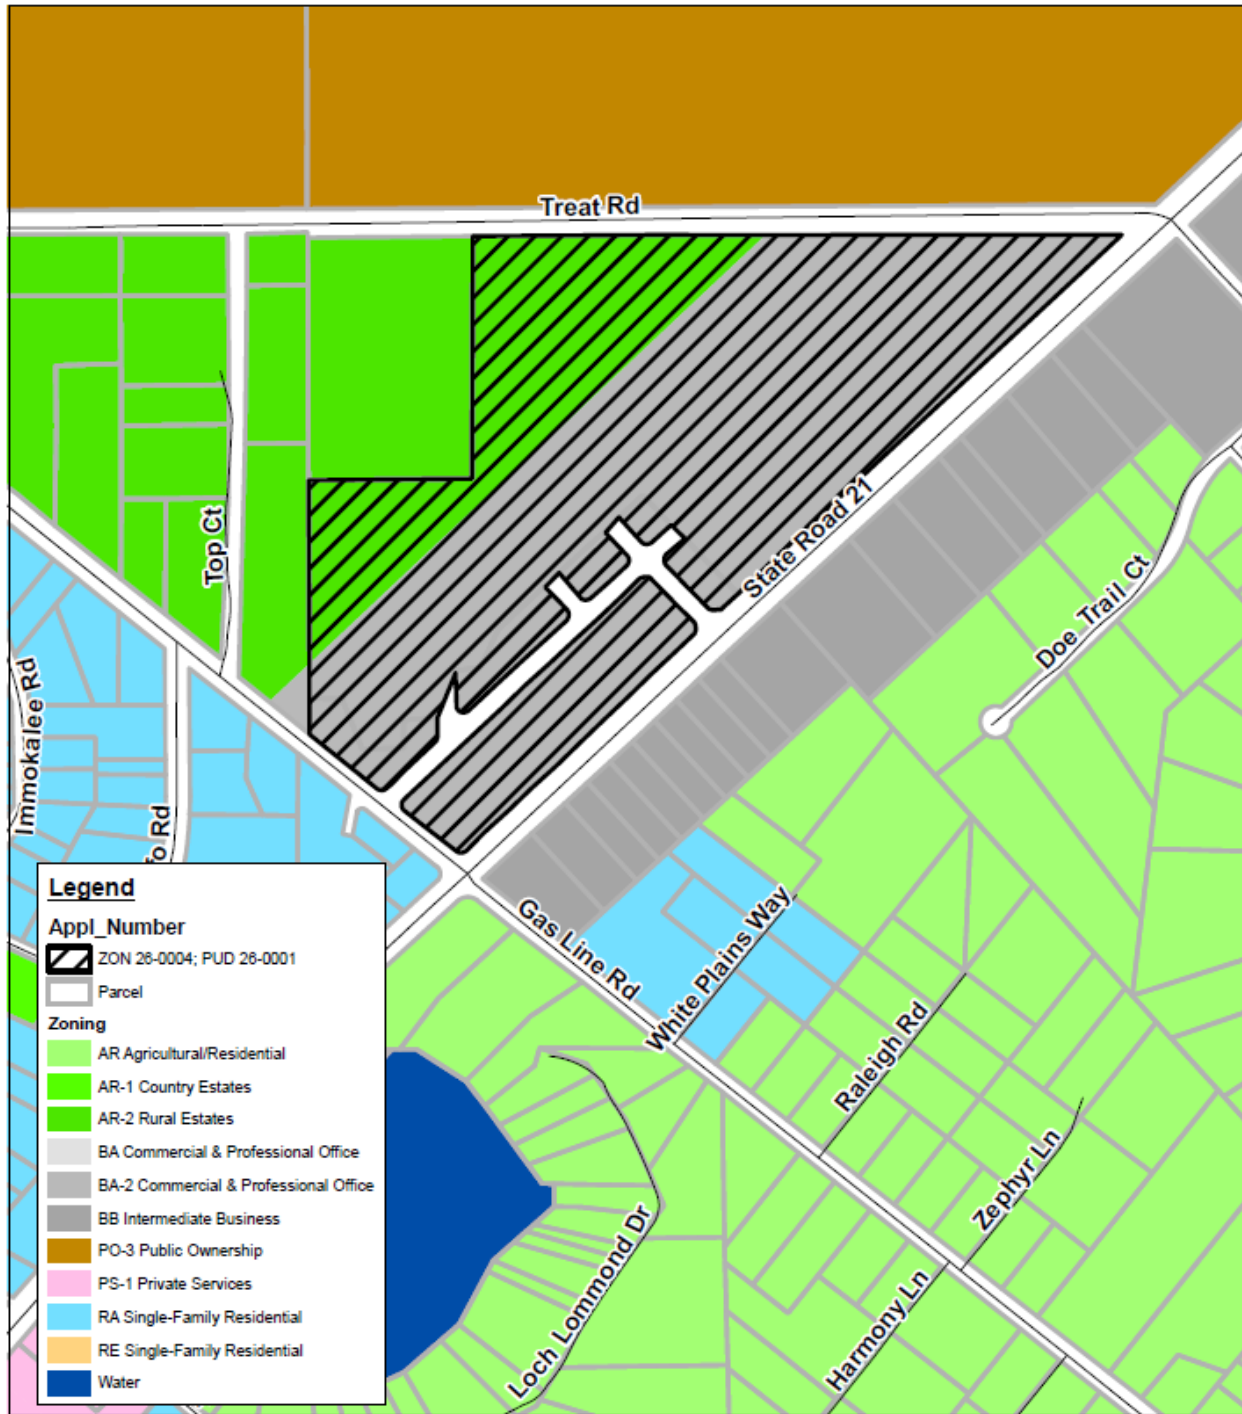 Treat Rd
Top Ct
State Road 21
Doe Trail Ct
Immokalee Rd
fo Rd
Gas Line Rd
White Plains Way
Raleigh Rd
Zephyr Ln
Harmony Ln
Loch Lommond Dr
Legend
Appl_Number
ZON 26-0004; PUD 26-0001
Parcel
Zoning
AR Agricultural/Residential
AR-1 Country Estates
AR-2 Rural Estates
BA Commercial & Professional Office
BA-2 Commercial & Professional Office
BB Intermediate Business
PO-3 Public Ownership
PS-1 Private Services
RA Single-Family Residential
RE Single-Family Residential
Water